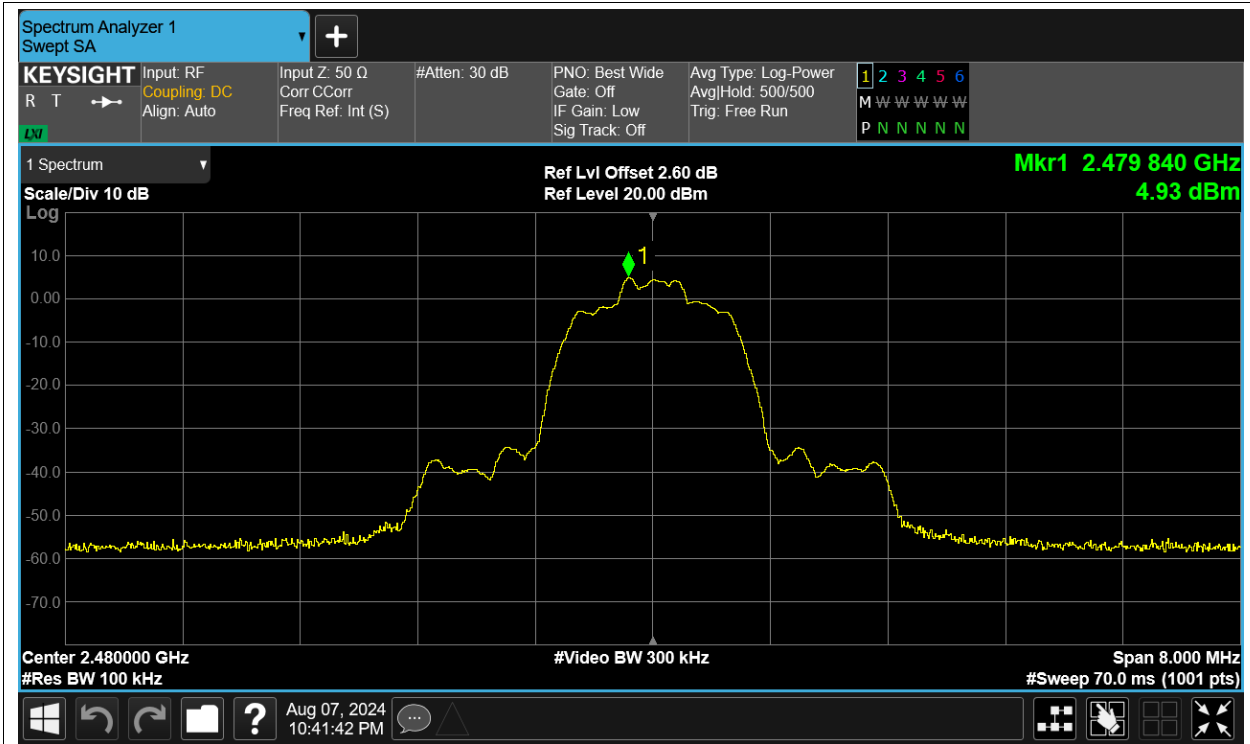 Spectrum Analyzer 1
Swept SA
+
KEYSIGHT
R T
LXI
Input: RF
Coupling: DC
Align: Auto
Input Z: 50 Ω
Corr CCorr
Freq Ref: Int (S)
#Atten: 30 dB
PNO: Best Wide
Gate: Off
IF Gain: Low
Sig Track: Off
Avg Type: Log-Power
Avg|Hold: 500/500
Trig: Free Run
1 2 3 4 5 6
M W W W W W
P N N N N N
1 Spectrum
Scale/Div 10 dB
Log
Ref Lvl Offset 2.60 dB
Ref Level 20.00 dBm
Mkr1 2.479 840 GHz
4.93 dBm
1
10.0
0.00
-10.0
-20.0
-30.0
-40.0
-50.0
-60.0
-70.0
Center 2.480000 GHz
#Res BW 100 kHz
#Video BW 300 kHz
Span 8.000 MHz
#Sweep 70.0 ms (1001 pts)
?
Aug 07, 2024
10:41:42 PM